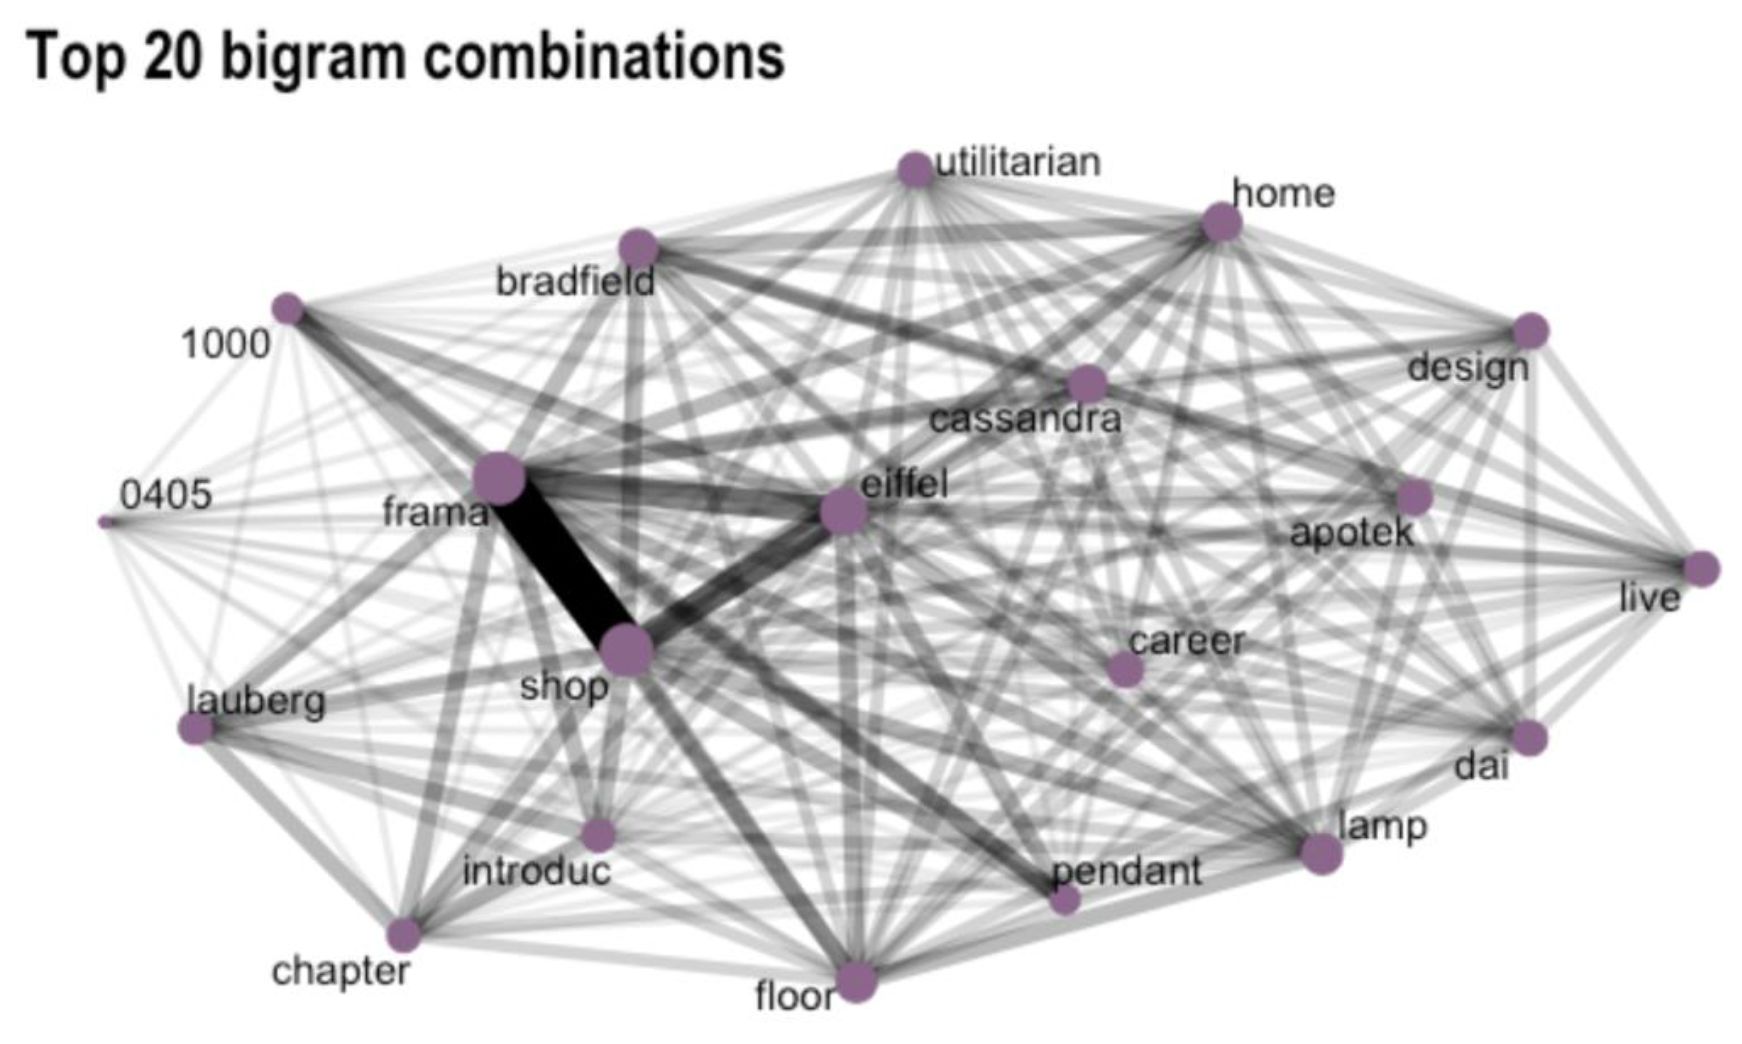 Top 20 bigram combinations
utilitarian
home
bradfield
1000
design
cassandra
eiffel
0405
frama
apotek
live
career
shop
lauberg
dai
lamp
introduc
pendant
chapter
floor